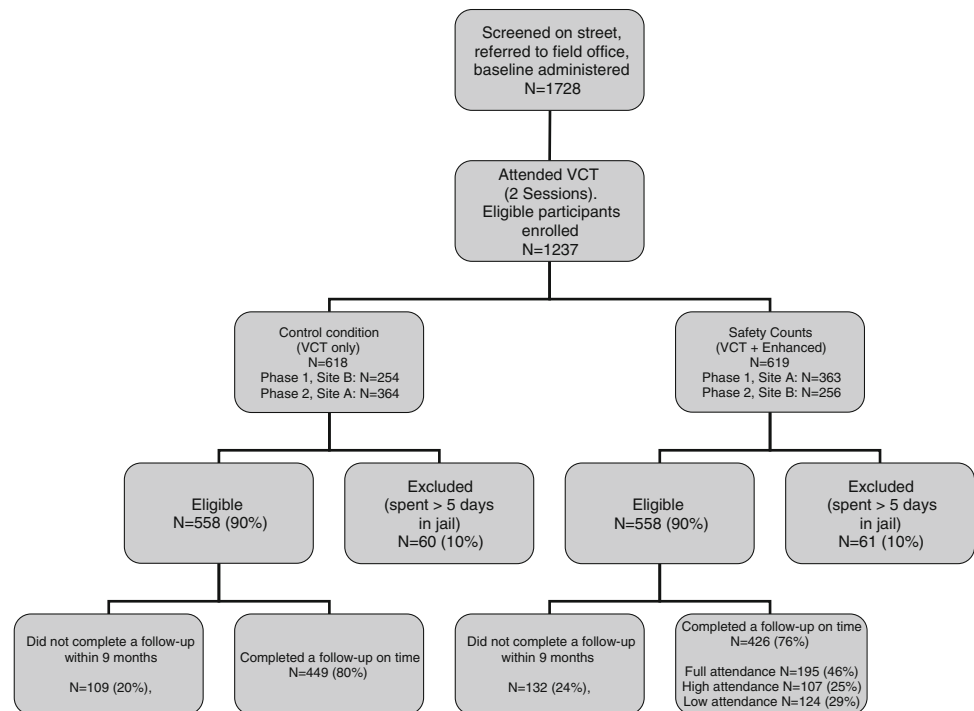 Screened on street,
referred to field office,
baseline administered
N=1728
Attended VCT
(2 Sessions).
Eligible participants
enrolled
N=1237
Control condition
(VCT only)
N=618
Phase 1, Site B: N=254
Phase 2, Site A: N=364
Safety Counts
(VCT + Enhanced)
N=619
Phase 1, Site A: N=363
Phase 2, Site B: N=256
Eligible
N=558 (90%)
Excluded
(spent > 5 days
in jail)
N=60 (10%)
Eligible
N=558 (90%)
Excluded
(spent > 5 days
in jail)
N=61 (10%)
Did not complete a follow-up
within 9 months
N=109 (20%),
Completed a follow-up on time
N=449 (80%)
Did not complete a follow-up
within 9 months
N=132 (24%),
Completed a follow-up on time
N=426 (76%)
Full attendance N=195 (46%)
High attendance N=107 (25%)
Low attendance N=124 (29%)